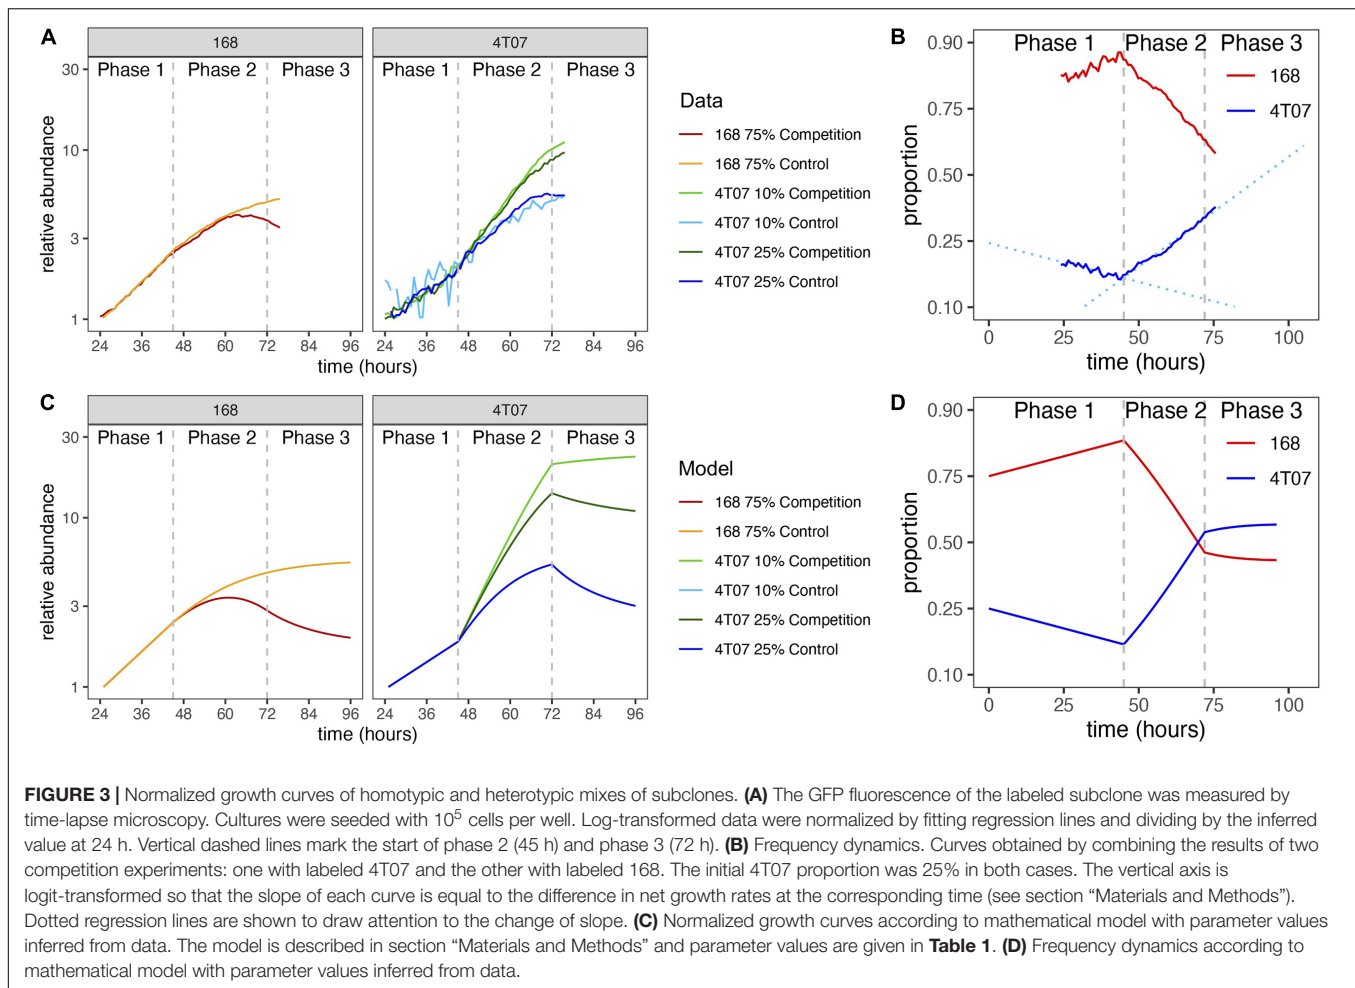 A
168
4T07
Phase 1 Phase 2 Phase 3
Phase 1 Phase 2 Phase 3
30
10
3
1
relative abundance
24 36 48 60 72 84 96
24 36 48 60 72 84 96
time (hours)
time (hours)
Data
168 75% Competition
168 75% Control
4T07 10% Competition
4T07 10% Control
4T07 25% Competition
4T07 25% Control
B
Phase 1 Phase 2 Phase 3
168
4T07
0.90
0.75
0.50
0.25
0.10
proportion
0 25 50 75 100
time (hours)
C
168
4T07
Phase 1 Phase 2 Phase 3
Phase 1 Phase 2 Phase 3
30
10
3
1
relative abundance
24 36 48 60 72 84 96
24 36 48 60 72 84 96
time (hours)
time (hours)
Model
168 75% Competition
168 75% Control
4T07 10% Competition
4T07 10% Control
4T07 25% Competition
4T07 25% Control
D
Phase 1 Phase 2 Phase 3
168
4T07
0.90
0.75
0.50
0.25
0.10
proportion
0 25 50 75 100
time (hours)
FIGURE 3 | Normalized growth curves of homotypic and heterotypic mixes of subclones. (A) The GFP fluorescence of the labeled subclone was measured by
time-lapse microscopy. Cultures were seeded with 10⁵ cells per well. Log-transformed data were normalized by fitting regression lines and dividing by the inferred
value at 24 h. Vertical dashed lines mark the start of phase 2 (45 h) and phase 3 (72 h). (B) Frequency dynamics. Curves obtained by combining the results of two
competition experiments: one with labeled 4T07 and the other with labeled 168. The initial 4T07 proportion was 25% in both cases. The vertical axis is
logit-transformed so that the slope of each curve is equal to the difference in net growth rates at the corresponding time (see section “Materials and Methods”).
Dotted regression lines are shown to draw attention to the change of slope. (C) Normalized growth curves according to mathematical model with parameter values
inferred from data. The model is described in section “Materials and Methods” and parameter values are given in Table 1. (D) Frequency dynamics according to
mathematical model with parameter values inferred from data.